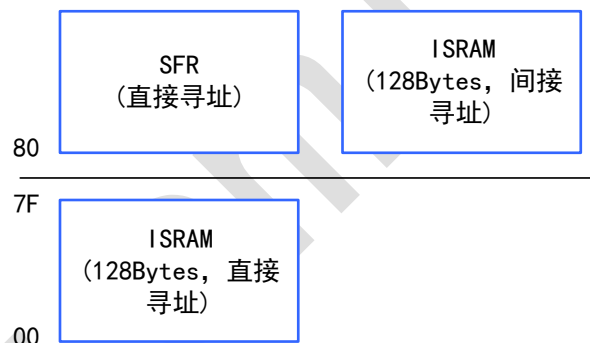 SFR
(直接寻址)
ISRAM
(128Bytes, 间接
寻址)
80
7F
ISRAM
(128Bytes, 直接
寻址)
00